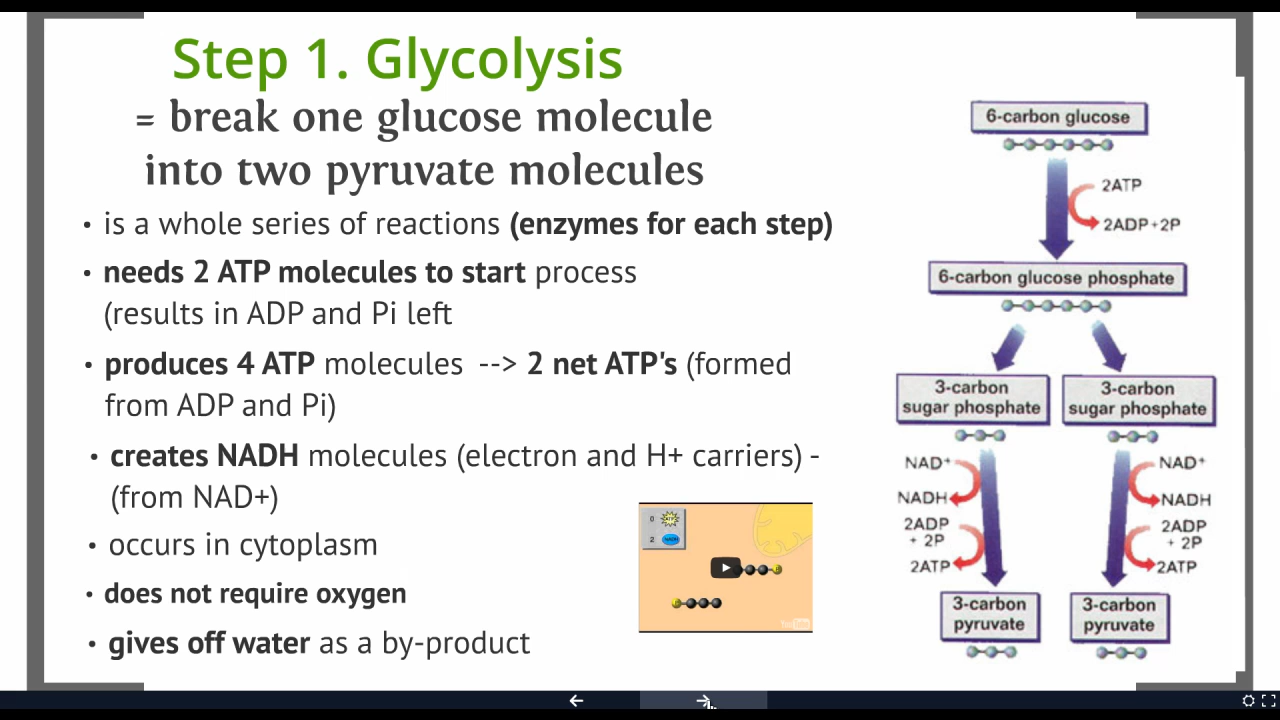 Step 1. Glycolysis
= break one glucose molecule
into two pyruvate molecules
• is a whole series of reactions (enzymes for each step)
• needs 2 ATP molecules to start process
(results in ADP and Pi left
• produces 4 ATP molecules --> 2 net ATP's (formed
from ADP and Pi)
• creates NADH molecules (electron and H+ carriers) -
(from NAD+)
• occurs in cytoplasm
• does not require oxygen
• gives off water as a by-product
0 ATP
2 NADH
YouTube
6-carbon glucose
2ATP
2ADP+2P
6-carbon glucose phosphate
3-carbon
sugar phosphate
3-carbon
sugar phosphate
NAD+
NADH
2ADP
+ 2P
2ATP
NAD+
NADH
2ADP
+ 2P
2ATP
3-carbon
pyruvate
3-carbon
pyruvate